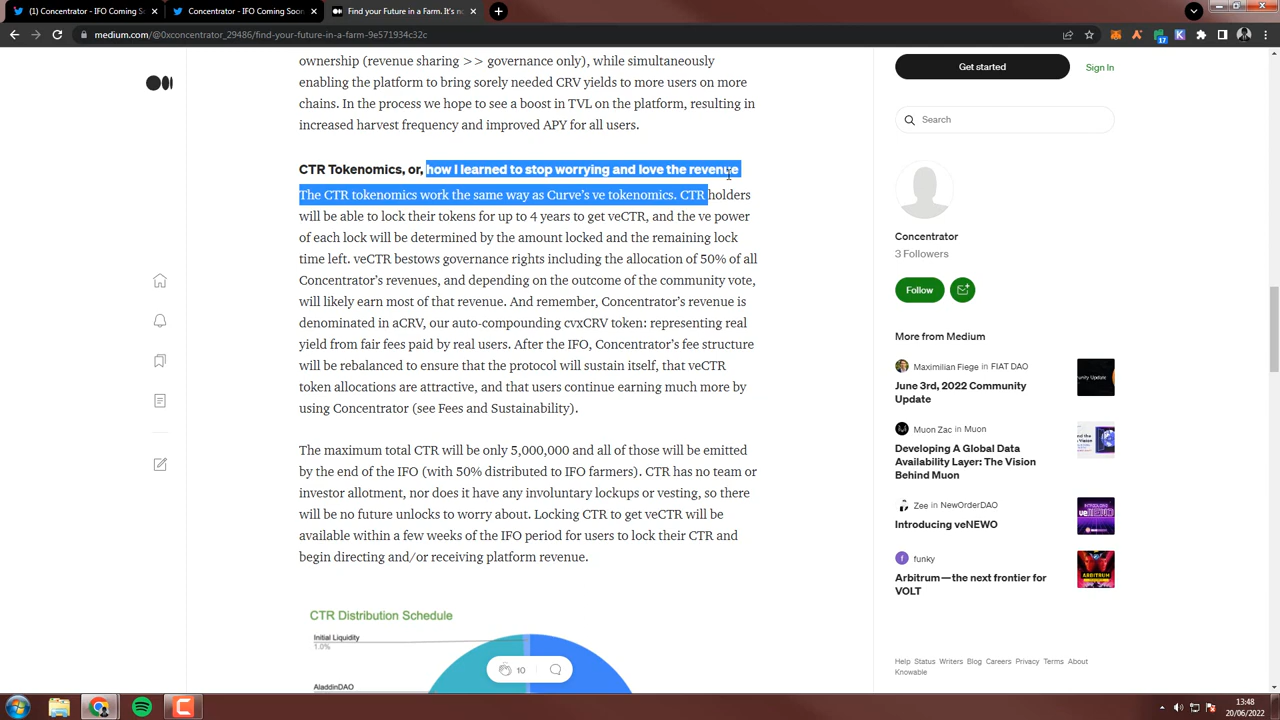 Concentrator - IFO Coming S
Concentrator - IFO Coming Soon
Find your Future in a Farm. It's n
medium.com/@0xconcentrator_29486/find-your-future-in-a-farm-9e571934c32c
17
ownership (revenue sharing >> governance only), while simultaneously
enabling the platform to bring sorely needed CRV yields to more users on more
chains. In the process we hope to see a boost in TVL on the platform, resulting in
increased harvest frequency and improved APY for all users.
CTR Tokenomics, or, how I learned to stop worrying and love the revenue
The CTR tokenomics work the same way as Curve's ve tokenomics. CTR holders
will be able to lock their tokens for up to 4 years to get veCTR, and the ve power
of each lock will be determined by the amount locked and the remaining lock
time left. veCTR bestows governance rights including the allocation of 50% of all
Concentrator's revenues, and depending on the outcome of the community vote,
will likely earn most of that revenue. And remember, Concentrator's revenue is
denominated in aCRV, our auto-compounding cvxCRV token: representing real
yield from fair fees paid by real users. After the IFO, Concentrator's fee structure
will be rebalanced to ensure that the protocol will sustain itself, that veCTR
token allocations are attractive, and that users continue earning much more by
using Concentrator (see Fees and Sustainability).
The maximum total CTR will be only 5,000,000 and all of those will be emitted
by the end of the IFO (with 50% distributed to IFO farmers). CTR has no team or
investor allotment, nor does it have any involuntary lockups or vesting, so there
will be no future unlocks to worry about. Locking CTR to get veCTR will be
available within a few weeks of the IFO period for users to lock their CTR and
begin directing and/or receiving platform revenue.
CTR Distribution Schedule
Initial Liquidity
1.0%
AladdinDAO
10
Get started
Sign In
Search
Concentrator
3 Followers
Follow
More from Medium
Maximilian Fiege in FIAT DAO
June 3rd, 2022 Community
Update
Muon Zac in Muon
Developing A Global Data
Availability Layer: The Vision
Behind Muon
Zee in NewOrderDAO
Introducing veNEWO
funky
Arbitrum—the next frontier for
VOLT
Help Status Writers Blog Careers Privacy Terms About
Knowable
13:48
20/06/2022